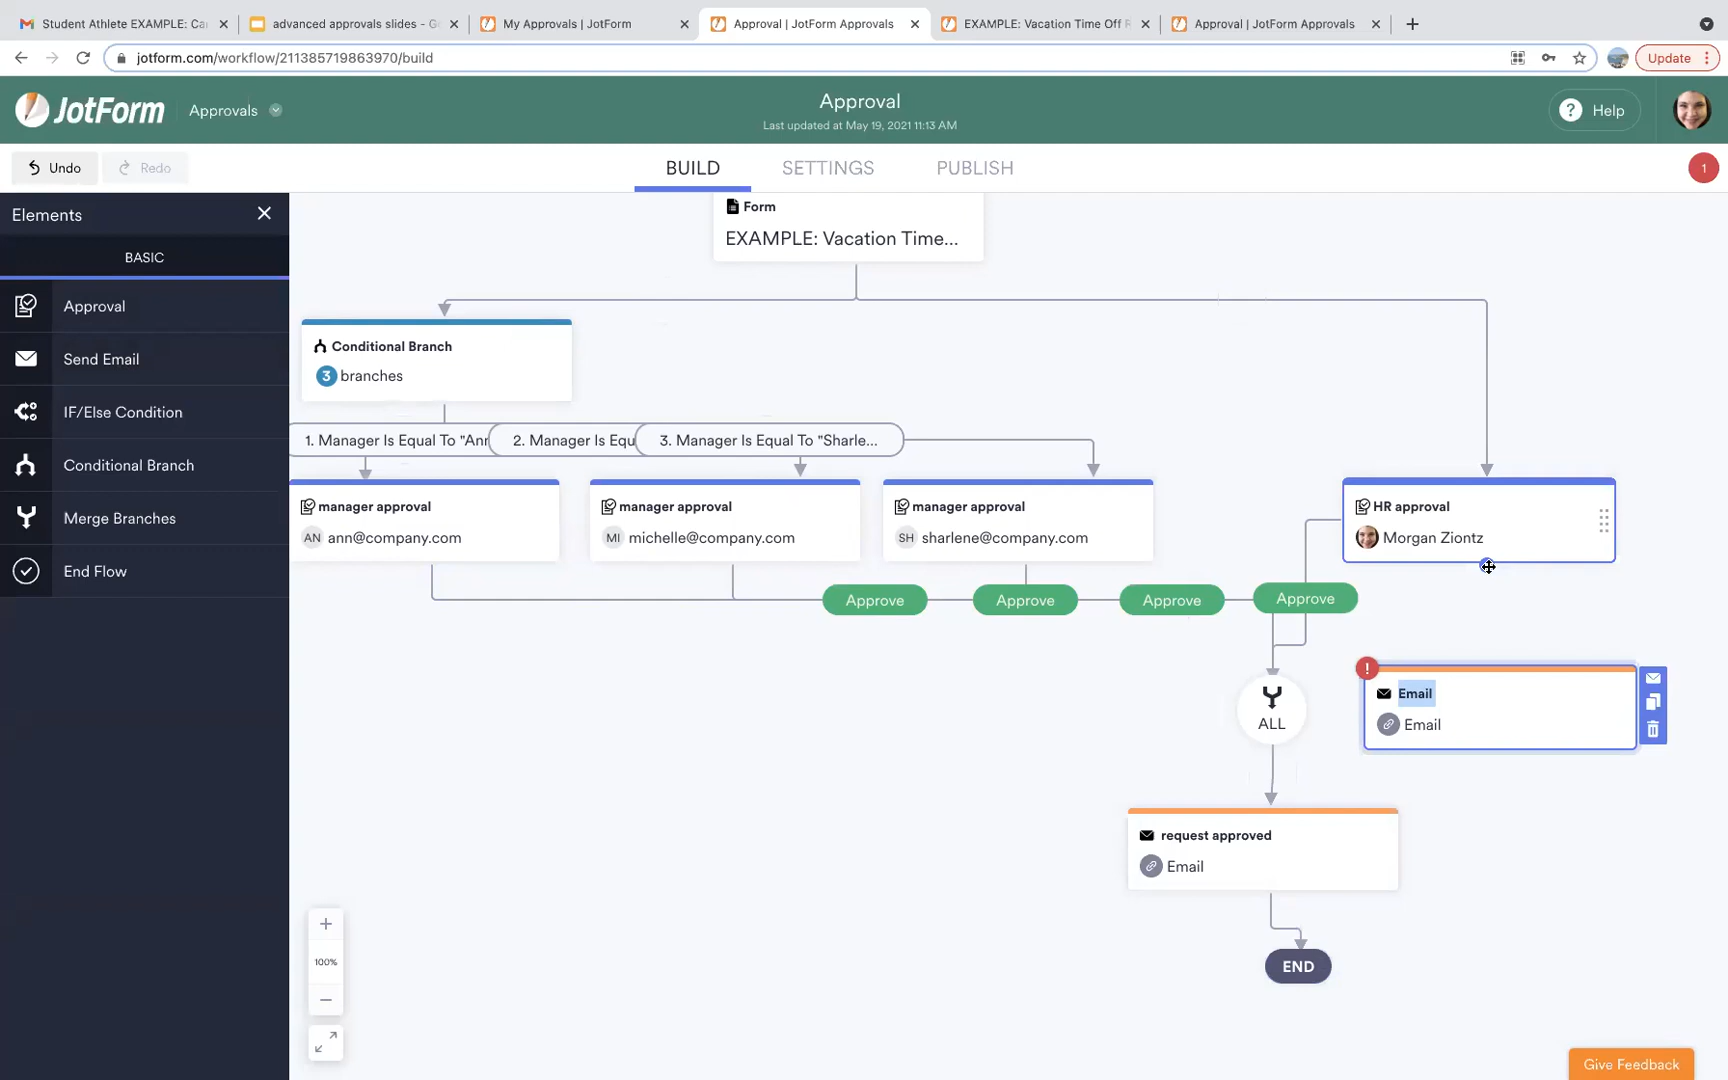 Student Athlete EXAMPLE: Ca
advanced approvals slides - G
My Approvals | JotForm
Approval | JotForm Approvals
EXAMPLE: Vacation Time Off R
Approval | JotForm Approvals
jotform.com/workflow/211385719863970/build
Update
JotForm
Approvals
Approval
Last updated at May 19, 2021 11:13 AM
? Help
Undo
Redo
BUILD
SETTINGS
PUBLISH
1
Elements
BASIC
Approval
Send Email
IF/Else Condition
Conditional Branch
Merge Branches
End Flow
Form
EXAMPLE: Vacation Time...
Conditional Branch
3 branches
1. Manager Is Equal To "Ann
2. Manager Is Equ
3. Manager Is Equal To "Sharle...
manager approval
AN ann@company.com
manager approval
MI michelle@company.com
manager approval
SH sharlene@company.com
HR approval
Morgan Ziontz
Approve
Approve
Approve
Approve
ALL
!
Email
Email
request approved
Email
END
100%
Give Feedback